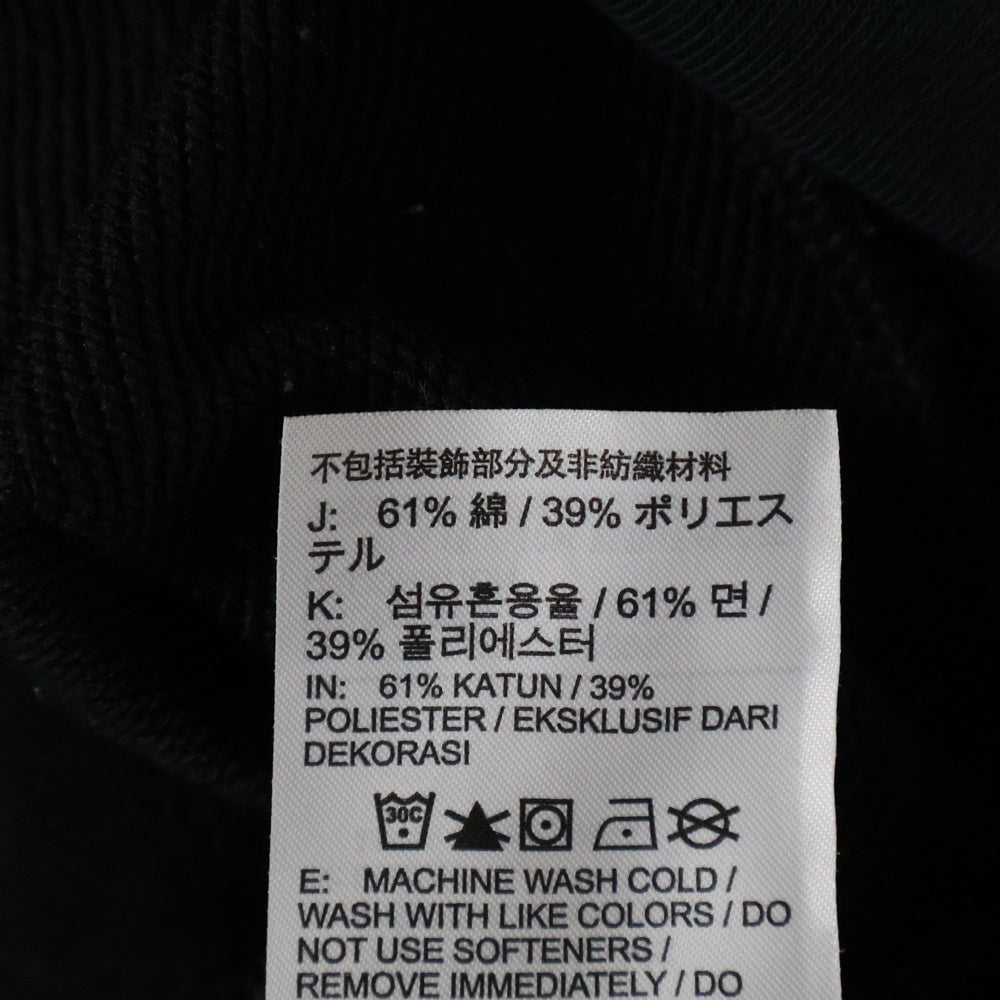 不包括裝飾部分及非紡織材料
J: 61% 綿 / 39% ポリエス
テル
K: 섬유혼용율 / 61% 면 /
39% 폴리에스터
IN: 61% KATUN / 39%
POLIESTER / EKSKLUSIF DARI
DEKORASI
30C
E: MACHINE WASH COLD /
WASH WITH LIKE COLORS / DO
NOT USE SOFTENERS /
REMOVE IMMEDIATELY / DO